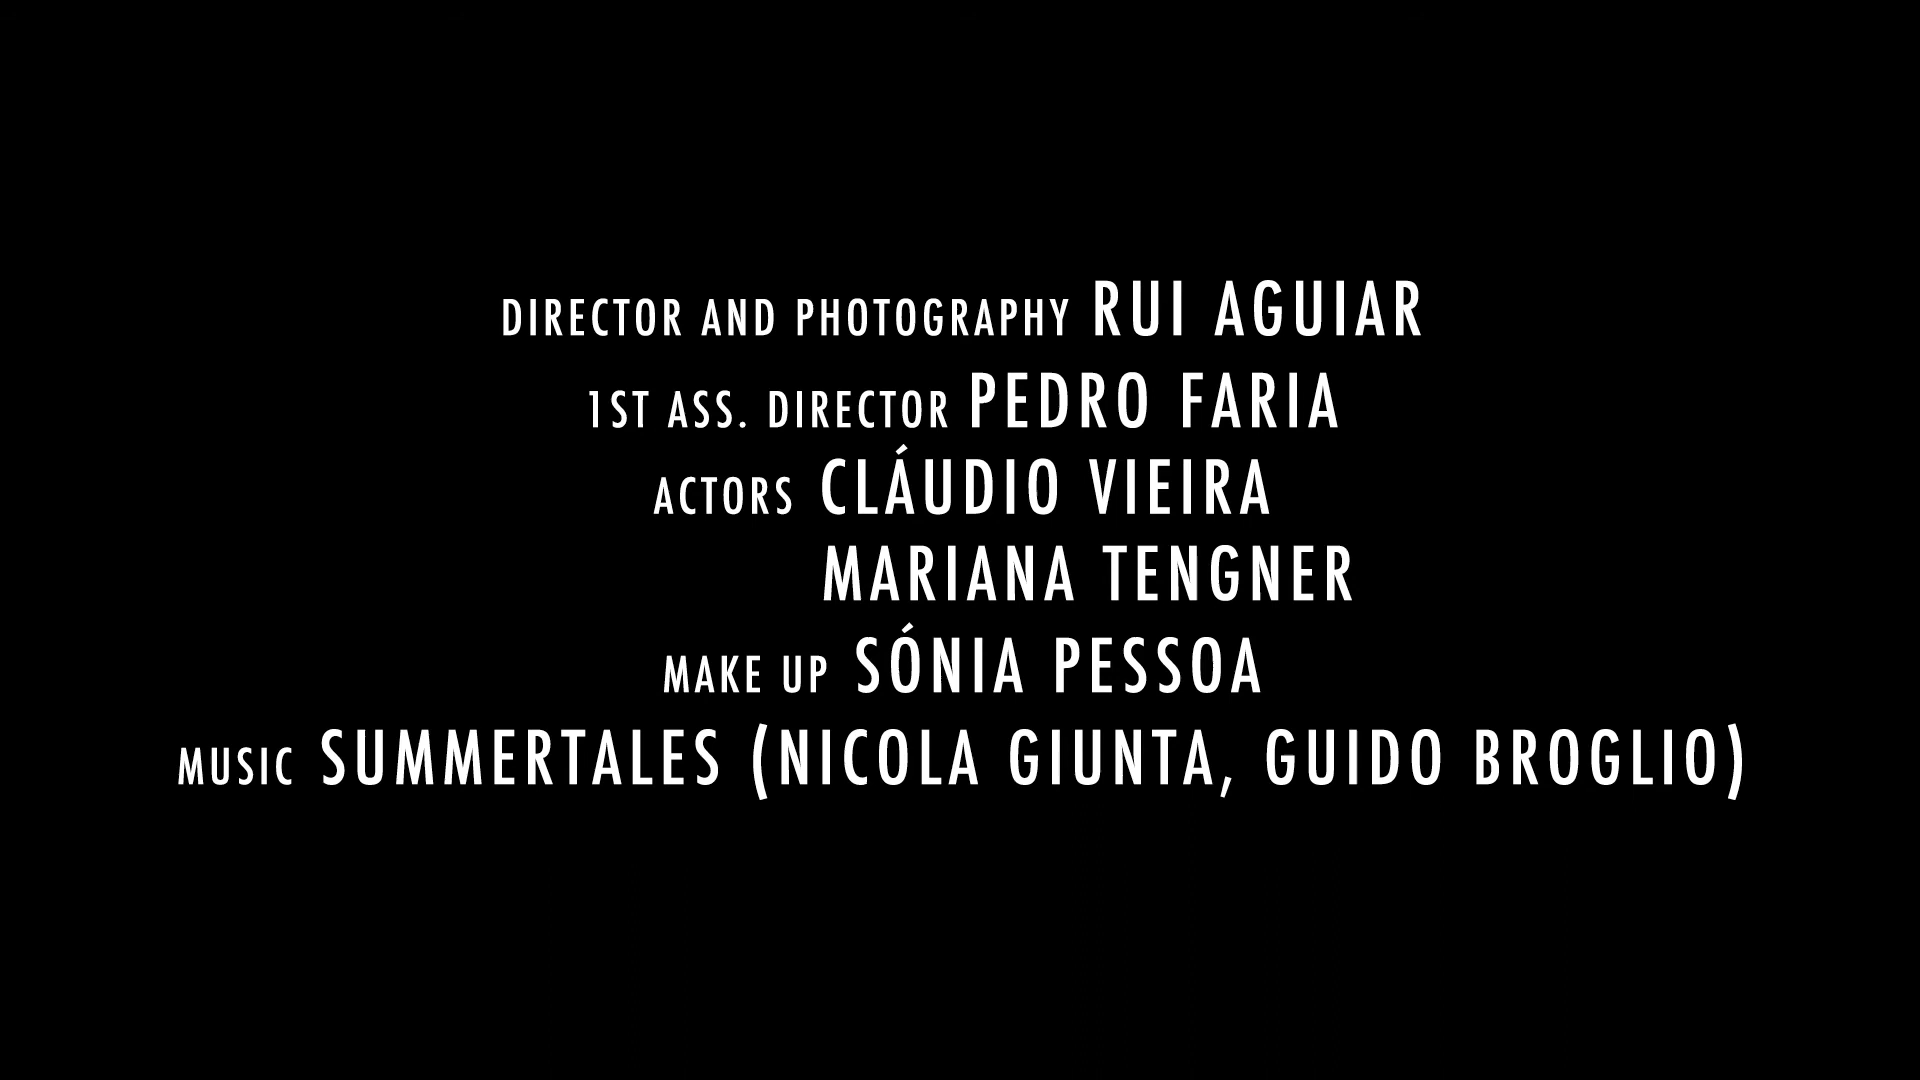 DIRECTOR AND PHOTOGRAPHY RUI AGUIAR
1ST ASS. DIRECTOR PEDRO FARIA
ACTORS CLÁUDIO VIEIRA
MARIANA TENGNER
MAKE UP SÓNIA PESSOA
MUSIC SUMMERTALES (NICOLA GIUNTA, GUIDO BROGLIO)